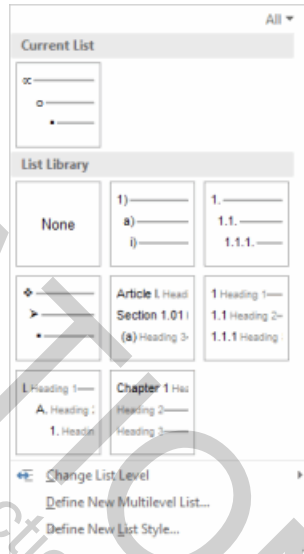 All
Current List
∝
o
•
List Library
None
1)
a)
i)
1.
1.1.
1.1.1.
❖
➤
•
Article I. Head
Section 1.01
(a) Heading 3
1 Heading 1
1.1 Heading 2
1.1.1 Heading
I. Heading 1
A. Heading
1. Headin
Chapter 1 Hea
Heading 2
Heading 3
Change List Level
Define New Multilevel List...
Define New List Style...